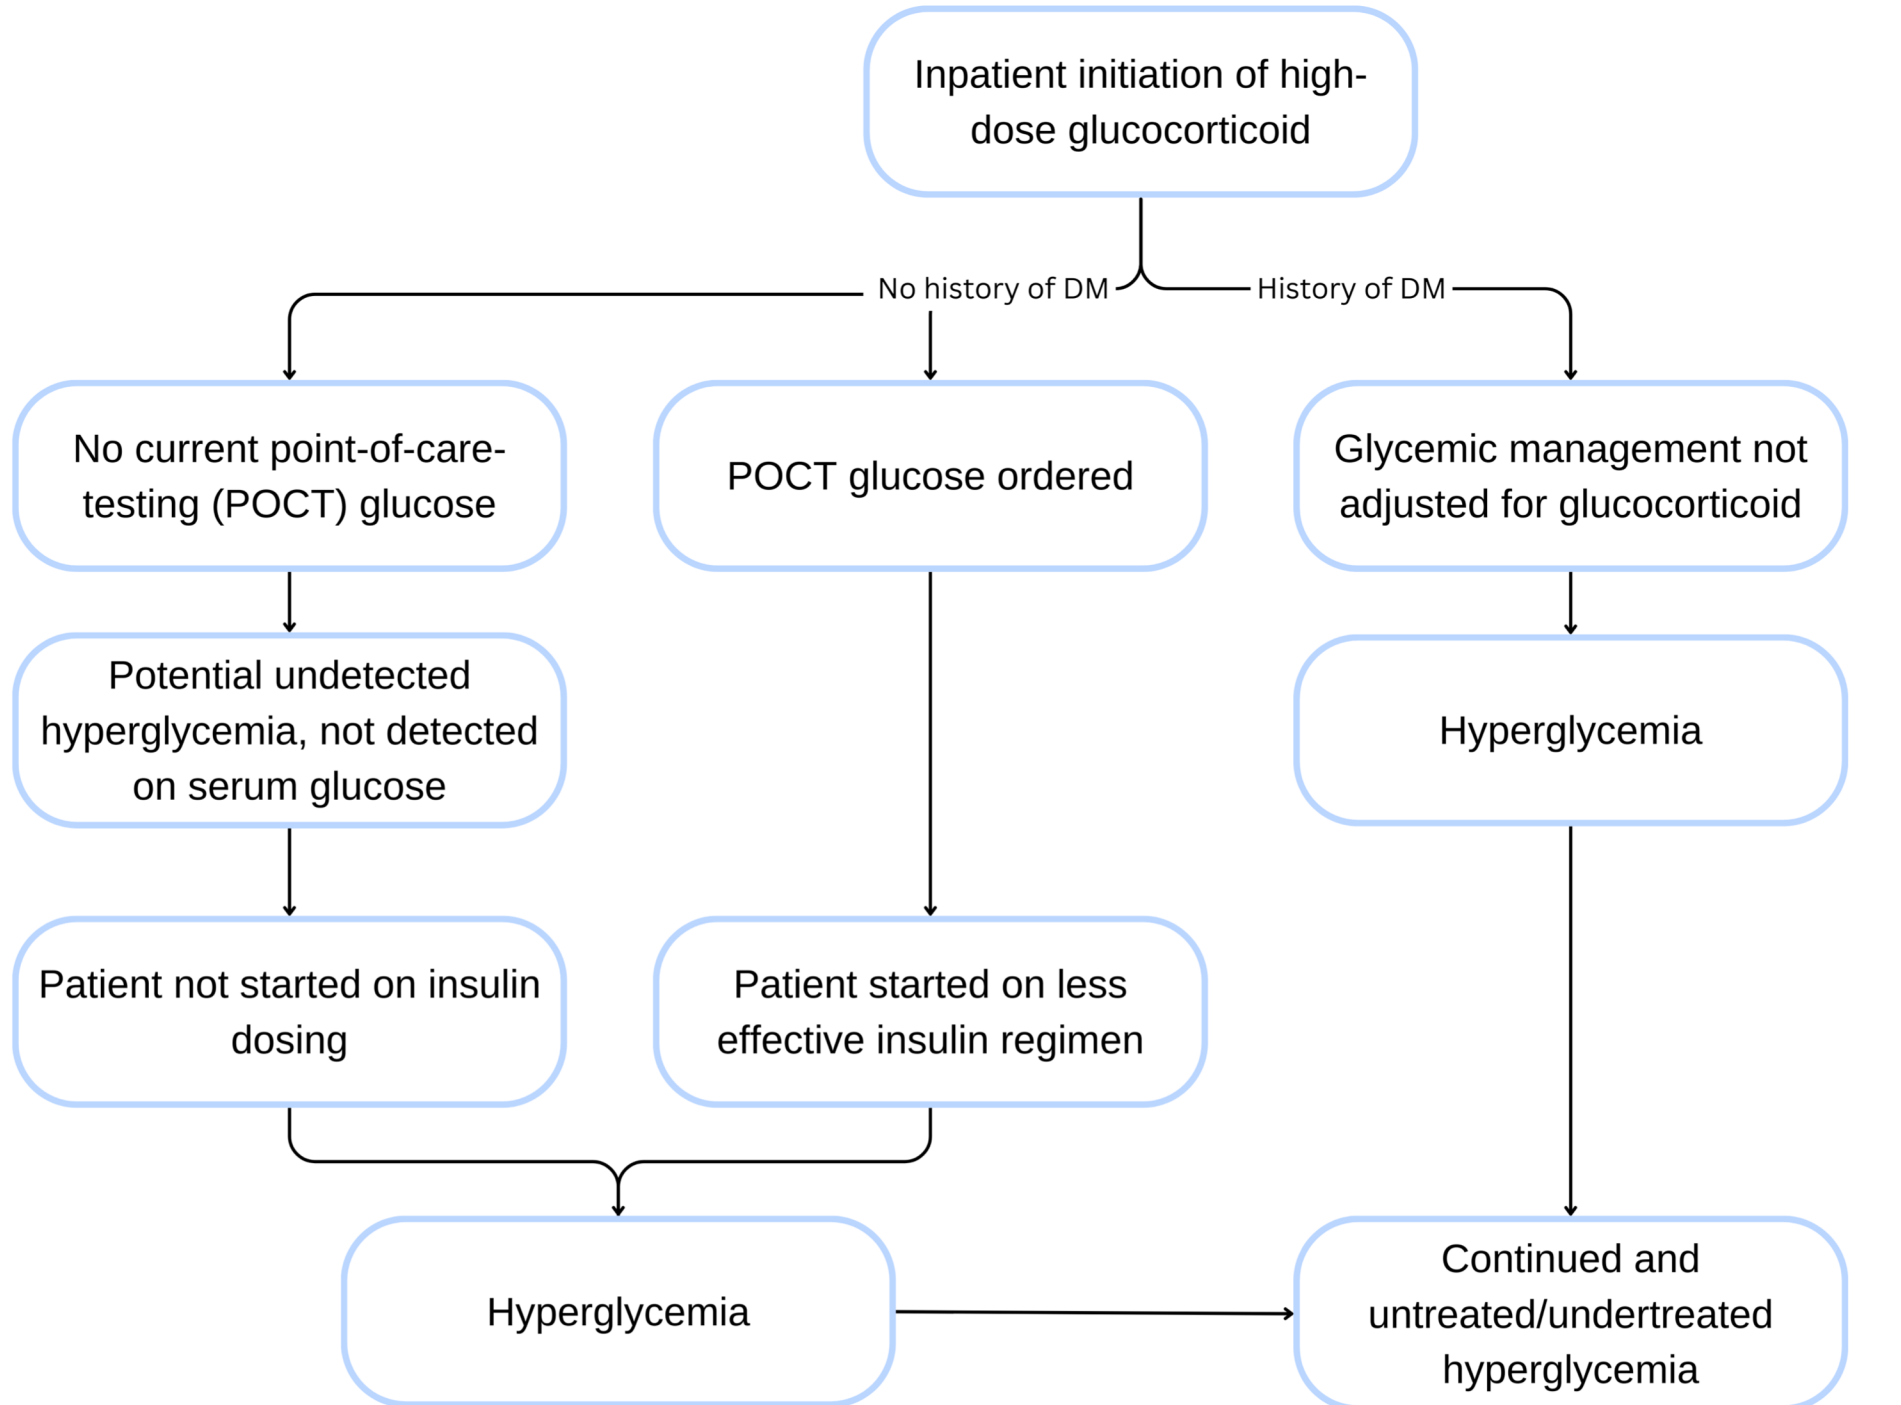 Inpatient initiation of high-
dose glucocorticoid
No history of DM
History of DM
No current point-of-care-
testing (POCT) glucose
POCT glucose ordered
Glycemic management not
adjusted for glucocorticoid
Potential undetected
hyperglycemia, not detected
on serum glucose
Hyperglycemia
Patient not started on insulin
dosing
Patient started on less
effective insulin regimen
Hyperglycemia
Continued and
untreated/undertreated
hyperglycemia